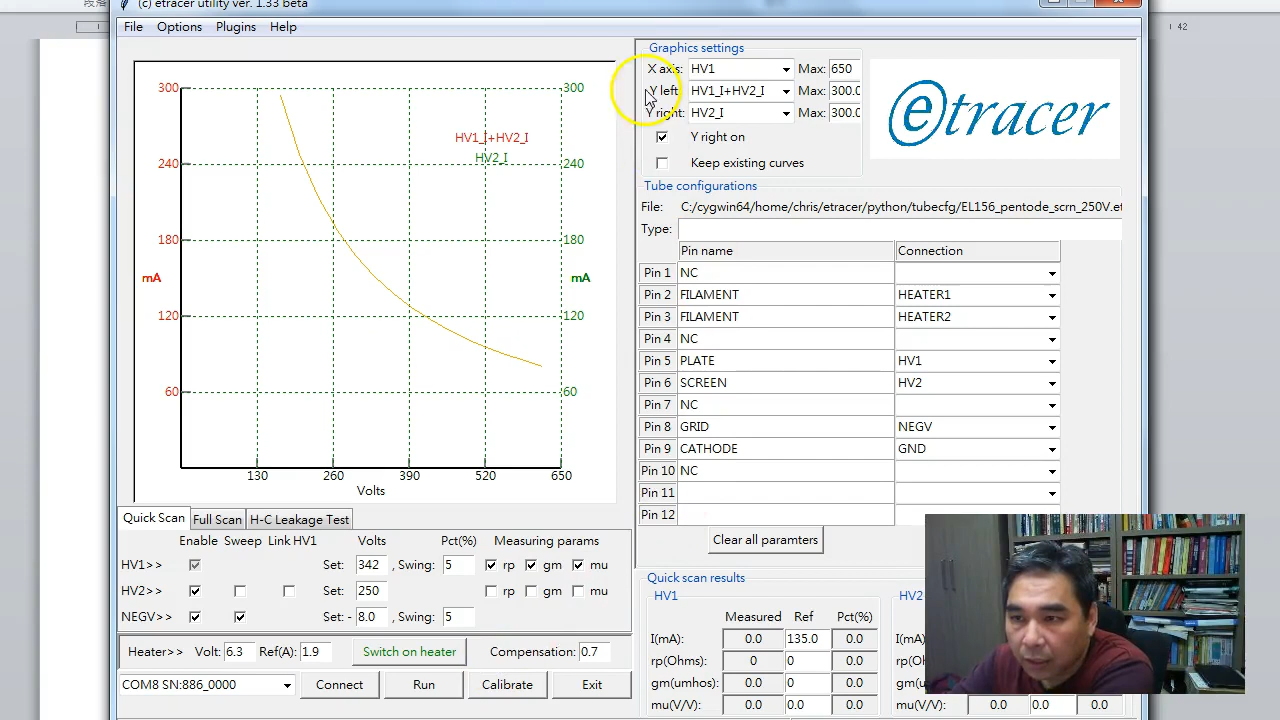 段落
42
(c) etracer utility ver. 1.33 beta
File Options Plugins Help
300 300
HV1_I+HV2_I
HV2_I
240 240
180 180
mA mA
120 120
60 60
130 260 390 520 650
Volts
Graphics settings
X axis: HV1 Max: 650
Y left: HV1_I+HV2_I Max: 300.0
Y right: HV2_I Max: 300.0
Y right on
Keep existing curves
etracer
Tube configurations
File: C:/cygwin64/home/chris/etracer/python/tubecfg/EL156_pentode_scrn_250V.et
Type:
Pin name Connection
Pin 1 NC
Pin 2 FILAMENT HEATER1
Pin 3 FILAMENT HEATER2
Pin 4 NC
Pin 5 PLATE HV1
Pin 6 SCREEN HV2
Pin 7 NC
Pin 8 GRID NEGV
Pin 9 CATHODE GND
Pin 10 NC
Pin 11
Pin 12
Clear all paramters
Quick Scan Full Scan H-C Leakage Test
Enable Sweep Link HV1 Volts Pct(%) Measuring params
HV1>> Set: 342 , Swing: 5 rp gm mu
HV2>> Set: 250 rp gm mu
NEGV>> Set: - 8.0 , Swing: 5
Heater>> Volt: 6.3 Ref(A): 1.9 Switch on heater Compensation: 0.7
COM8 SN:886_0000 Connect Run Calibrate Exit
Quick scan results
HV1 HV2
Measured Ref Pct(%)
I(mA): 0.0 135.0 0.0 I(mA):
rp(Ohms): 0 0 0.0 rp(
gm(umhos): 0 0 0.0 gm(u
mu(V/V): 0.0 0.0 0.0 mu(V/V): 0.0 0.0 0.0